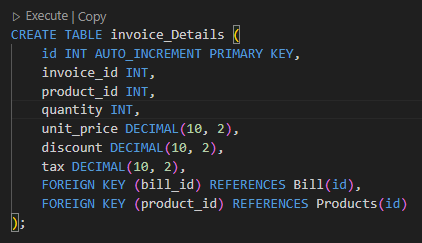 ▷ Execute | Copy
CREATE TABLE invoice_Details (
    id INT AUTO_INCREMENT PRIMARY KEY,
    invoice_id INT,
    product_id INT,
    quantity INT,
    unit_price DECIMAL(10, 2),
    discount DECIMAL(10, 2),
    tax DECIMAL(10, 2),
    FOREIGN KEY (bill_id) REFERENCES Bill(id),
    FOREIGN KEY (product_id) REFERENCES Products(id)
);